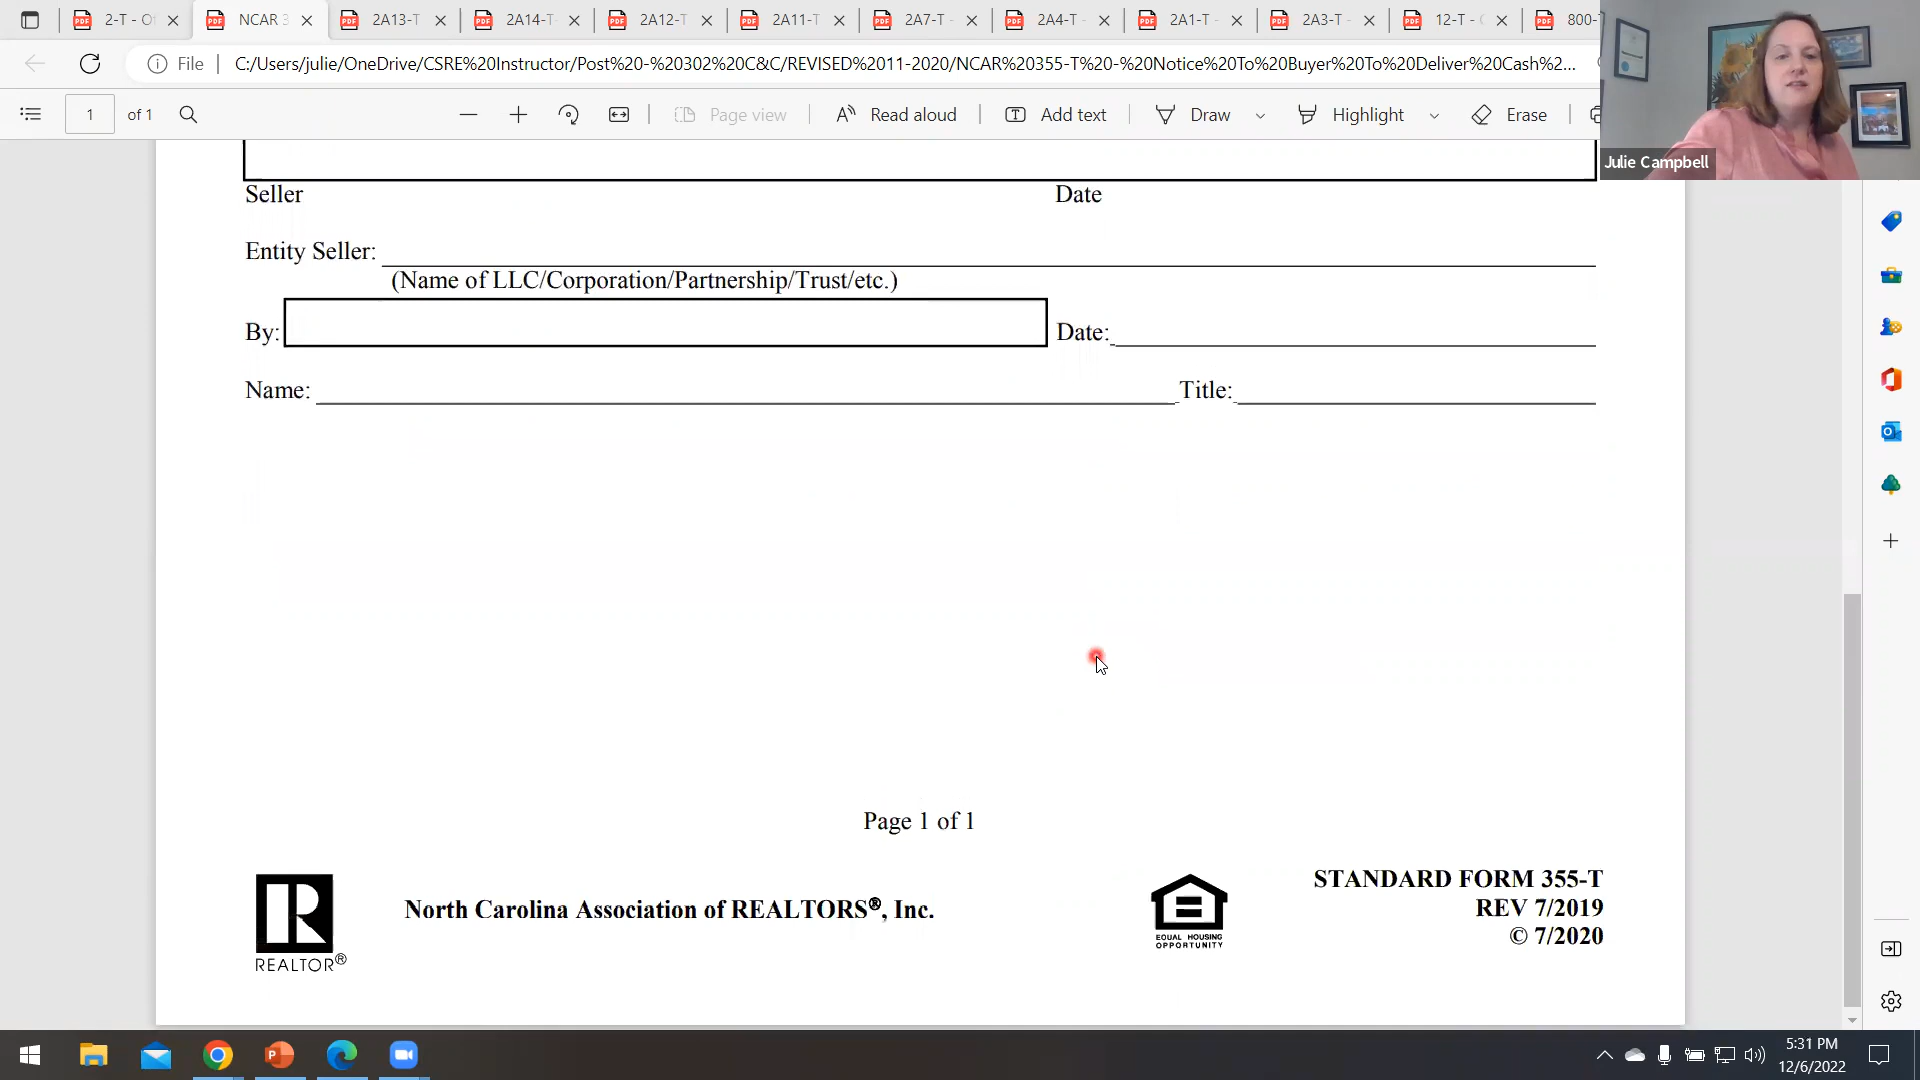 2-T - Of
NCAR 3
2A13-T
2A14-T-
2A12-T
2A11-T
2A7-T -
2A4-T -
2A1-T -
2A3-T -
12-T -
800-
File
C:/Users/julie/OneDrive/CSRE%20Instructor/Post%20-%20302%20C&C/REVISED%2011-2020/NCAR%20355-T%20-%20Notice%20To%20Buyer%20To%20Deliver%20Cash%2...
1 of 1
Page view
Read aloud
Add text
Draw
Highlight
Erase
Julie Campbell
Seller Date
Entity Seller:
(Name of LLC/Corporation/Partnership/Trust/etc.)
By: Date:
Name: Title:
Page 1 of 1
REALTOR®
North Carolina Association of REALTORS®, Inc.
EQUAL HOUSING
OPPORTUNITY
STANDARD FORM 355-T
REV 7/2019
© 7/2020
5:31 PM
12/6/2022